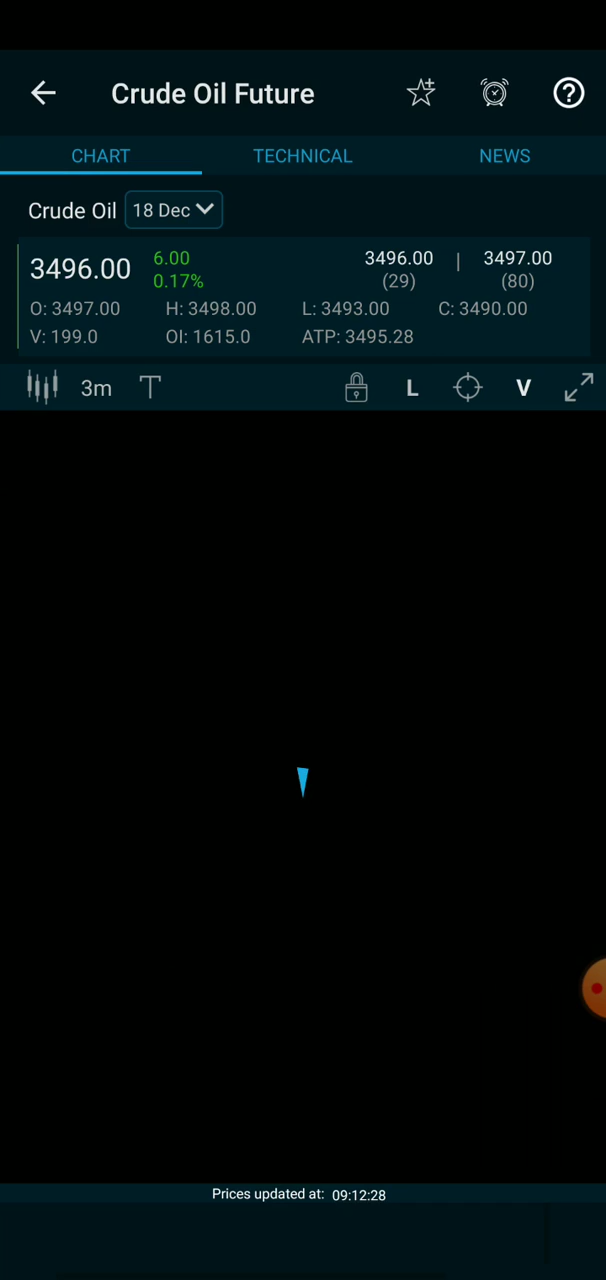 Crude Oil Future
CHART TECHNICAL NEWS
Crude Oil 18 Dec
3496.00 6.00 0.17% 3496.00 (29) | 3497.00 (80)
O: 3497.00 H: 3498.00 L: 3493.00 C: 3490.00
V: 199.0 OI: 1615.0 ATP: 3495.28
3m T L V
Prices updated at: 09:12:28